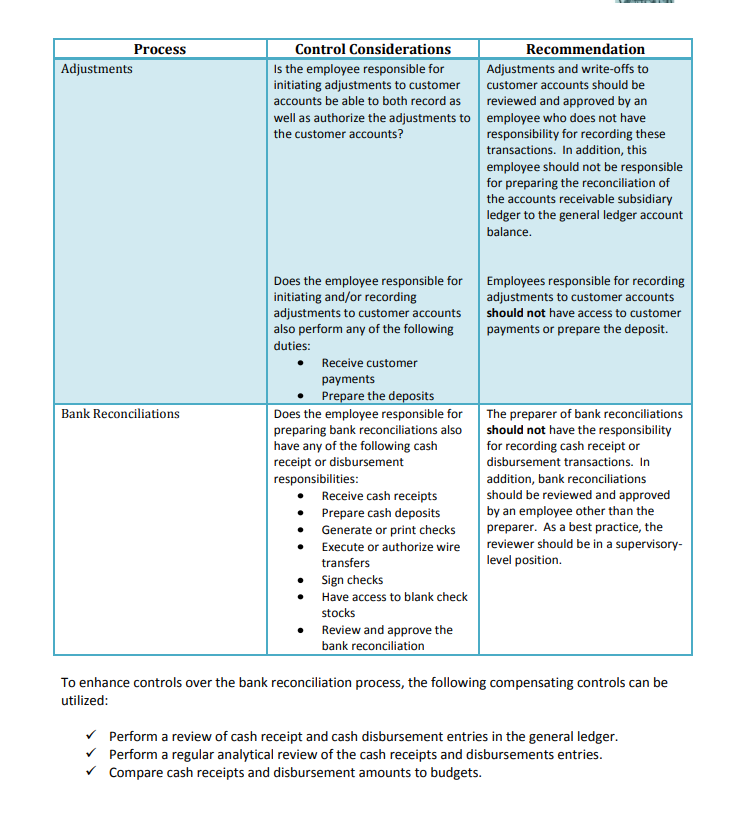 Process
Control Considerations
Recommendation
Adjustments
Is the employee responsible for
initiating adjustments to customer
accounts be able to both record as
well as authorize the adjustments to
the customer accounts?
Adjustments and write-offs to
customer accounts should be
reviewed and approved by an
employee who does not have
responsibility for recording these
transactions.  In addition, this
employee should not be responsible
for preparing the reconciliation of
the accounts receivable subsidiary
ledger to the general ledger account
balance.
Does the employee responsible for
initiating and/or recording
adjustments to customer accounts
also perform any of the following
duties:
• Receive customer
payments
• Prepare the deposits
Employees responsible for recording
adjustments to customer accounts
should not have access to customer
payments or prepare the deposit.
Bank Reconciliations
Does the employee responsible for
preparing bank reconciliations also
have any of the following cash
receipt or disbursement
responsibilities:
• Receive cash receipts
• Prepare cash deposits
• Generate or print checks
• Execute or authorize wire
transfers
• Sign checks
• Have access to blank check
stocks
• Review and approve the
bank reconciliation
The preparer of bank reconciliations
should not have the responsibility
for recording cash receipt or
disbursement transactions.  In
addition, bank reconciliations
should be reviewed and approved
by an employee other than the
preparer.  As a best practice, the
reviewer should be in a supervisory-
level position.
To enhance controls over the bank reconciliation process, the following compensating controls can be
utilized:
✓ Perform a review of cash receipt and cash disbursement entries in the general ledger.
✓ Perform a regular analytical review of the cash receipts and disbursements entries.
✓ Compare cash receipts and disbursement amounts to budgets.